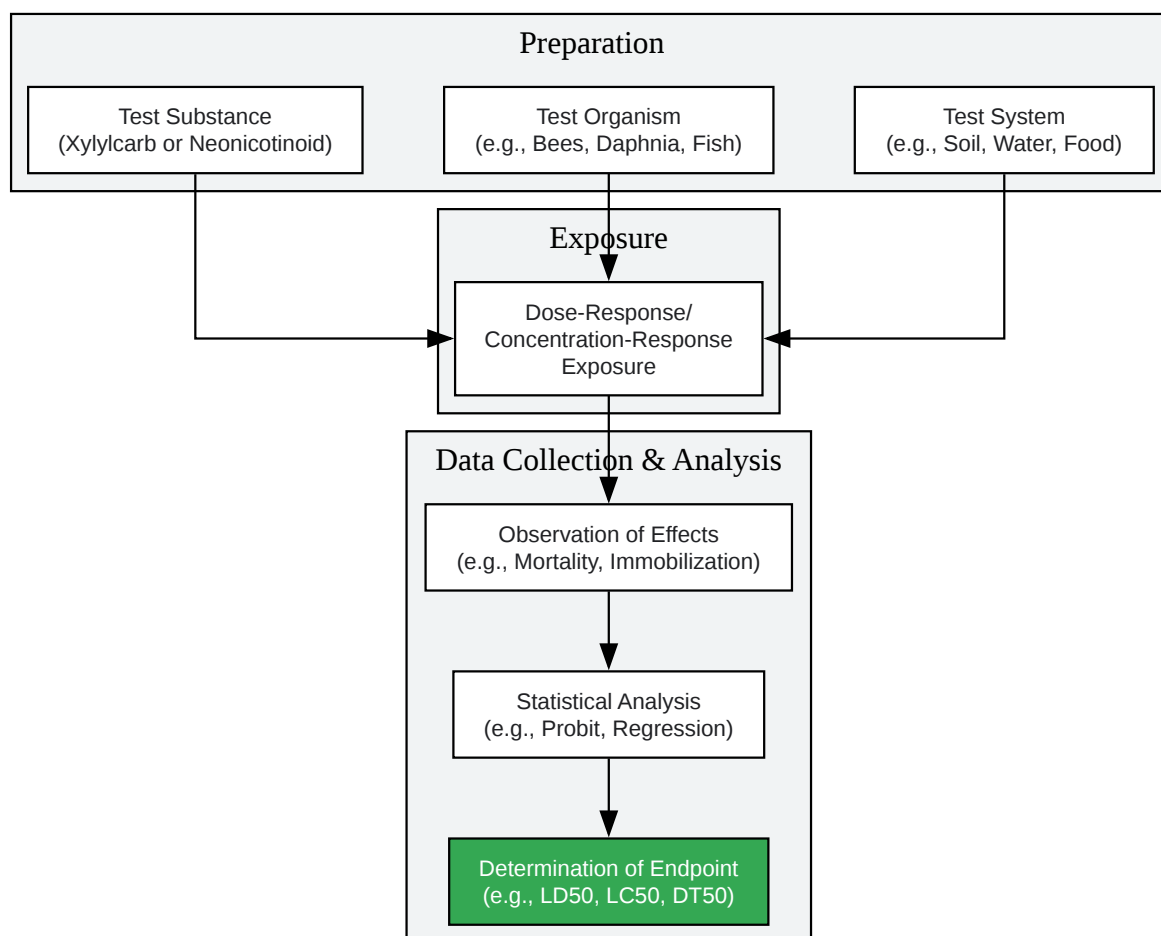 Preparation
Test Substance
(Xylylcarb or Neonicotinoid)
Test Organism
(e.g., Bees, Daphnia, Fish)
Test System
(e.g., Soil, Water, Food)
Exposure
Dose-Response/
Concentration-Response
Exposure
Data Collection & Analysis
Observation of Effects
(e.g., Mortality, Immobilization)
Statistical Analysis
(e.g., Probit, Regression)
Determination of Endpoint
(e.g., LD50, LC50, DT50)